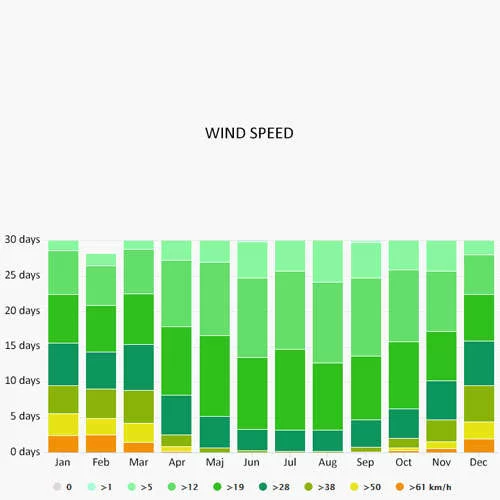 WIND SPEED
30 days
25 days
20 days
15 days
10 days
5 days
0 days
Jan Feb Mar Apr Maj Jun Jul Aug Sep Oct Nov Dec
0 >1 >5 >12 >19 >28 >38 >50 >61 km/h